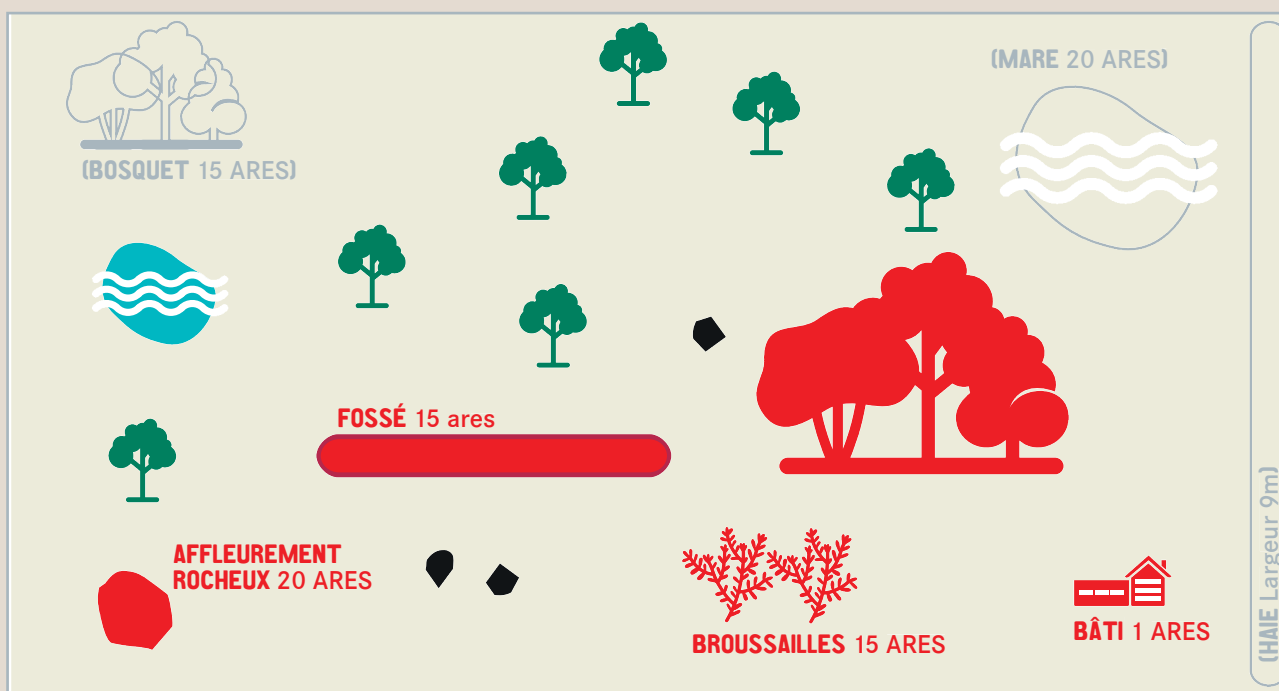 (MARE 20 ARES)
(BOSQUET 15 ARES)
FOSSÉ 15 ares
AFFLEUREMENT
ROCHEUX 20 ARES
BROUSSAILLES 15 ARES
BÂTI 1 ARES
(HAIE Largeur 9m)